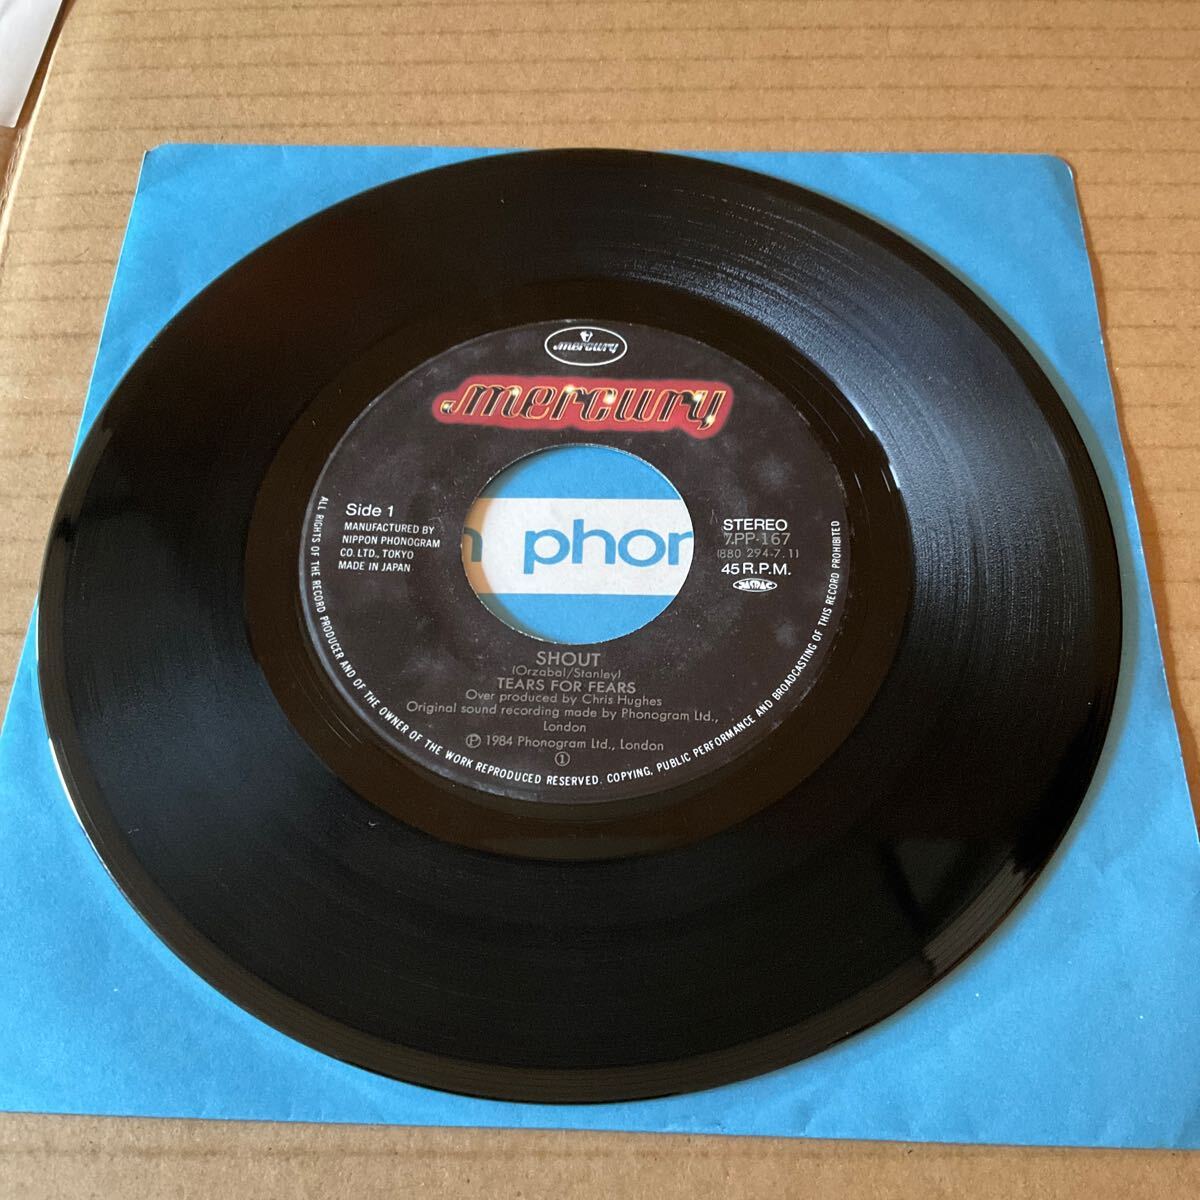 mercury
mercury
Side 1
MANUFACTURED BY
NIPPON PHONOGRAM
CO. LTD., TOKYO
MADE IN JAPAN
n phon
STEREO
7PP-167
(880 294-7.1)
45 R.P.M.
JASRAC
SHOUT
(Orzabal/Stanley)
TEARS FOR FEARS
Over produced by Chris Hughes
Original sound recording made by Phonogram Ltd.,
London
℗ 1984 Phonogram Ltd., London
①
ALL RIGHTS OF THE RECORD PRODUCER AND OF THE OWNER OF THE WORK REPRODUCED RESERVED. COPYING, PUBLIC PERFORMANCE AND BROADCASTING OF THIS RECORD PROHIBITED